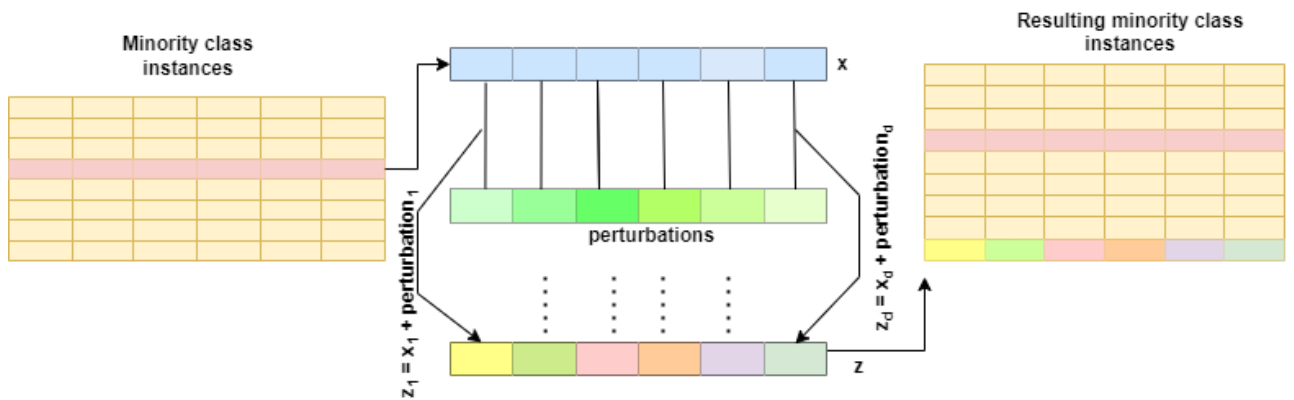 Minority class
instances
x
Resulting minority class
instances
perturbations
z₁ = x₁ + perturbation₁
z_d = x_d + perturbation_d
z